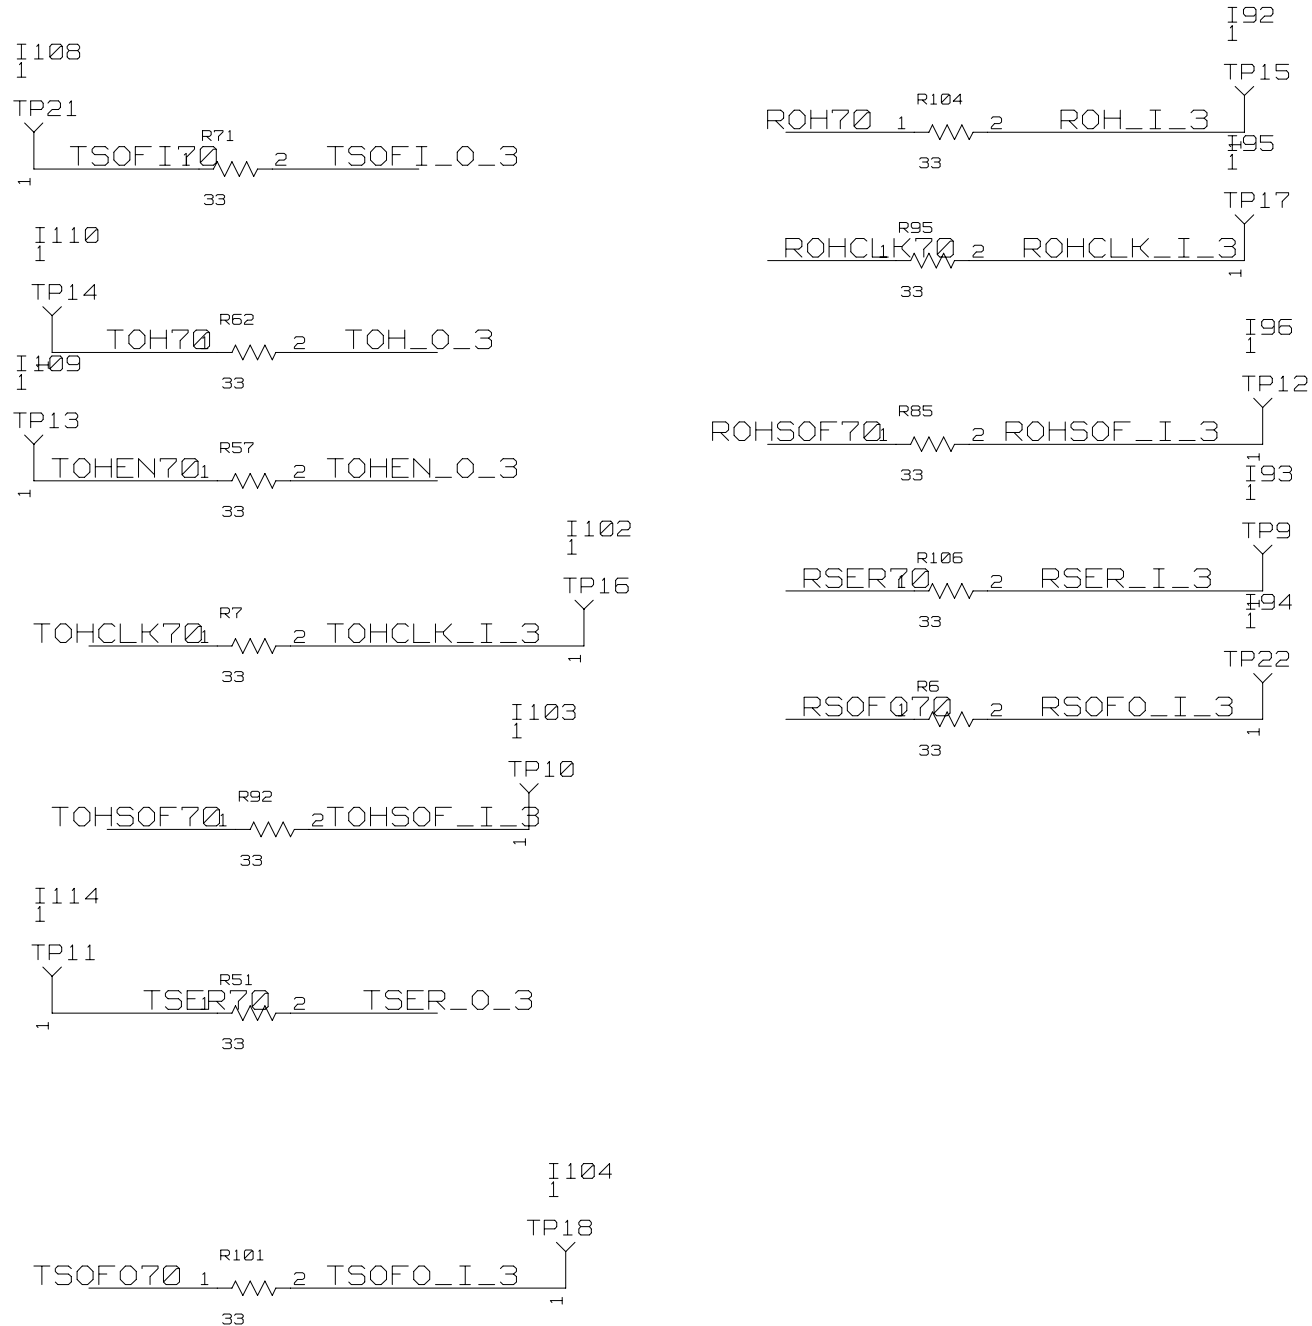 I108
1
TP21
R71
TSOFI70 1 2 TSOFI_O_3
1
33
I110
1
TP14
R62
TOH70 1 2 TOH_O_3
1
33
I109
1
TP13
R57
TOHEN70 1 2 TOHEN_O_3
1
33
I102
1
TP16
R7
TOHCLK70 1 2 TOHCLK_I_3
1
33
I103
1
TP10
R92
TOHSOF70 1 2 TOHSOF_I_3
1
33
I114
1
TP11
R51
TSER70 1 2 TSER_O_3
1
33
I104
1
TP18
R101
TSOFO70 1 2 TSOFO_I_3
1
33
I92
1
TP15
R104
ROH70 1 2 ROH_I_3
1
33
I95
1
TP17
R95
ROHCLK70 1 2 ROHCLK_I_3
1
33
I96
1
TP12
R85
ROHSOF70 1 2 ROHSOF_I_3
1
33
I93
1
TP9
R106
RSER70 1 2 RSER_I_3
1
33
I94
1
TP22
R6
RSOFO70 1 2 RSOFO_I_3
1
33